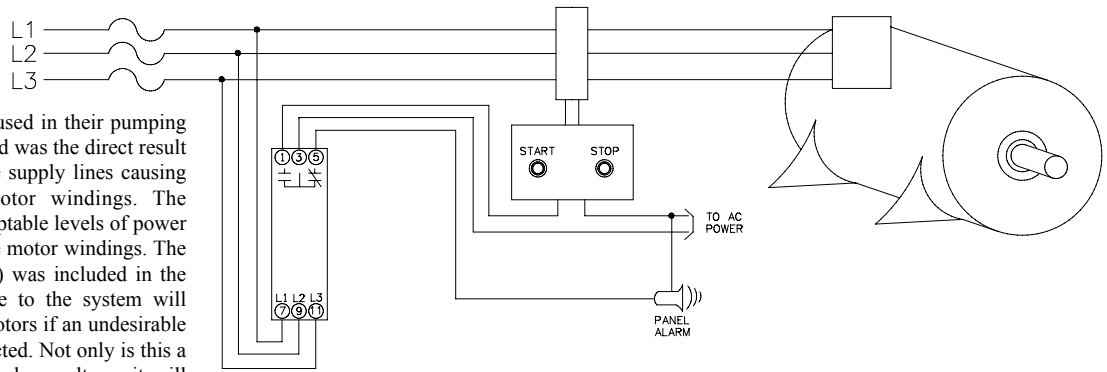 L1
L2
L3
used in their pumping
d was the direct result
supply lines causing
otor windings. The
ptable levels of power
motor windings. The
) was included in the
e to the system will
otors if an undesirable
cted. Not only is this a
1 3 5
START STOP
TO AC
POWER
L1 L2 L3
7 9 11
PANEL
ALARM